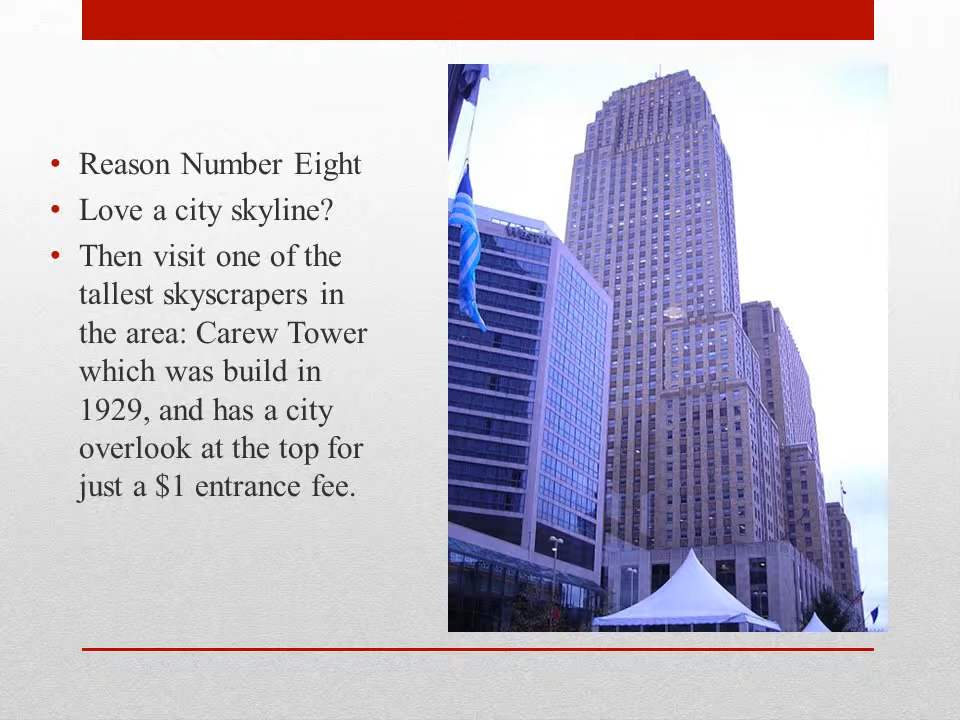 • Reason Number Eight
• Love a city skyline?
• Then visit one of the
tallest skyscrapers in
the area: Carew Tower
which was build in
1929, and has a city
overlook at the top for
just a $1 entrance fee.
WESTIN